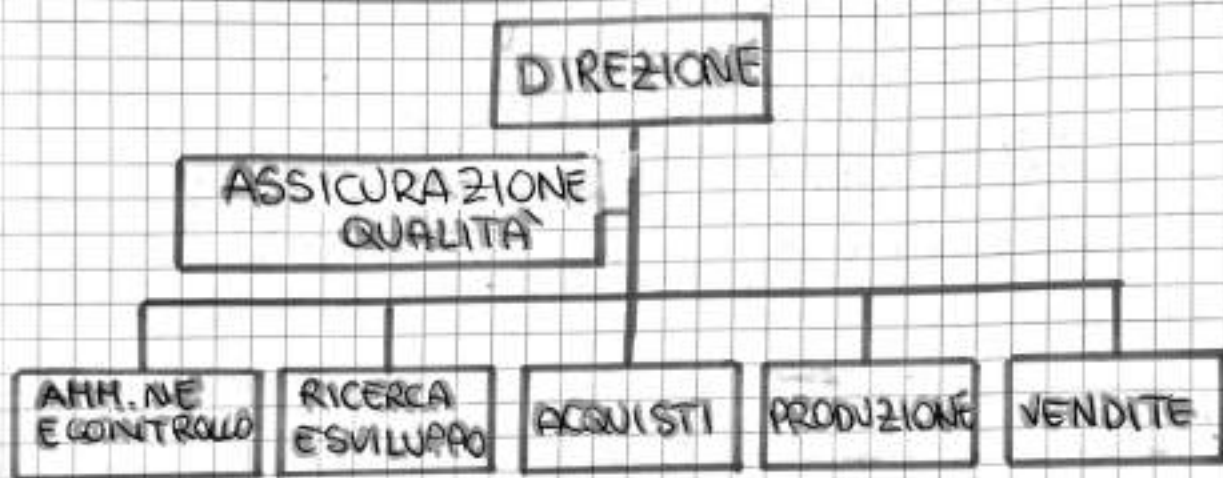 DIREZIONE
ASSICURAZIONE
QUALITÀ
AMM.NE
E CONTROLLO
RICERCA
E SVILUPPO
ACQUISTI
PRODUZIONE
VENDITE